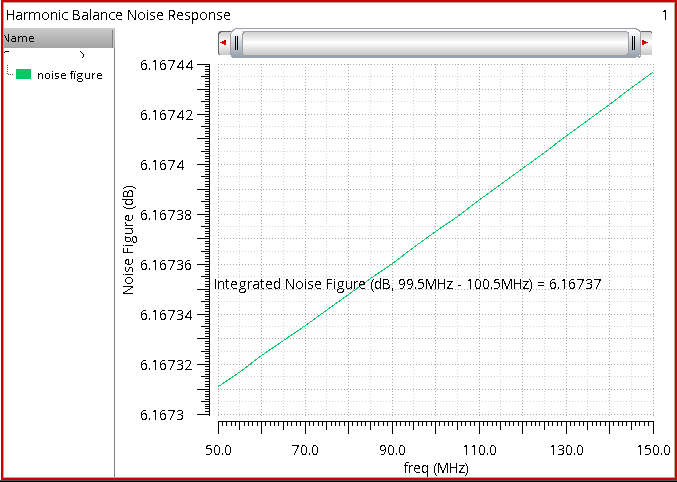 Harmonic Balance Noise Response 1
Name
noise figure
6.16744
6.16742
6.1674
6.16738
6.16736
6.16734
6.16732
6.1673
Noise Figure (dB)
Integrated Noise Figure (dB, 99.5MHz - 100.5MHz) = 6.16737
50.0 70.0 90.0 110.0 130.0 150.0
freq (MHz)